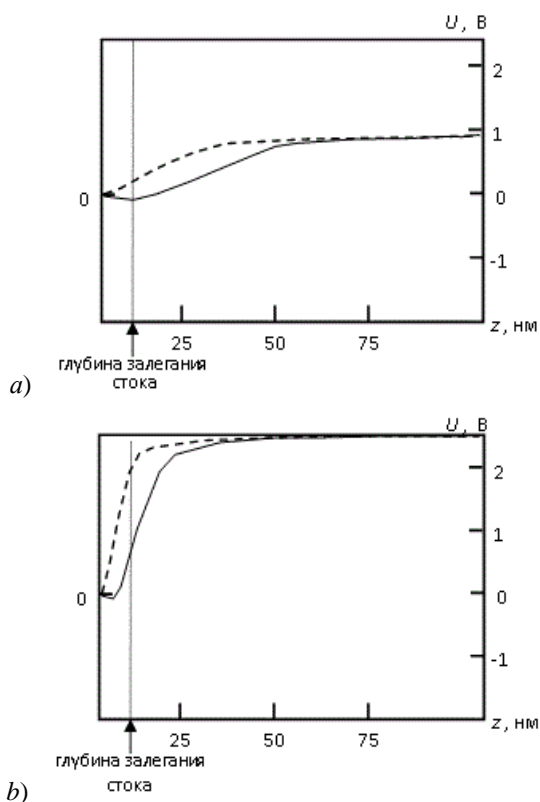 U, В
2
1
0
0
-1
z, нм
25
50
75
глубина залегания
стока
a)
U, В
2
1
0
0
-1
z, нм
25
50
75
глубина залегания
стока
b)